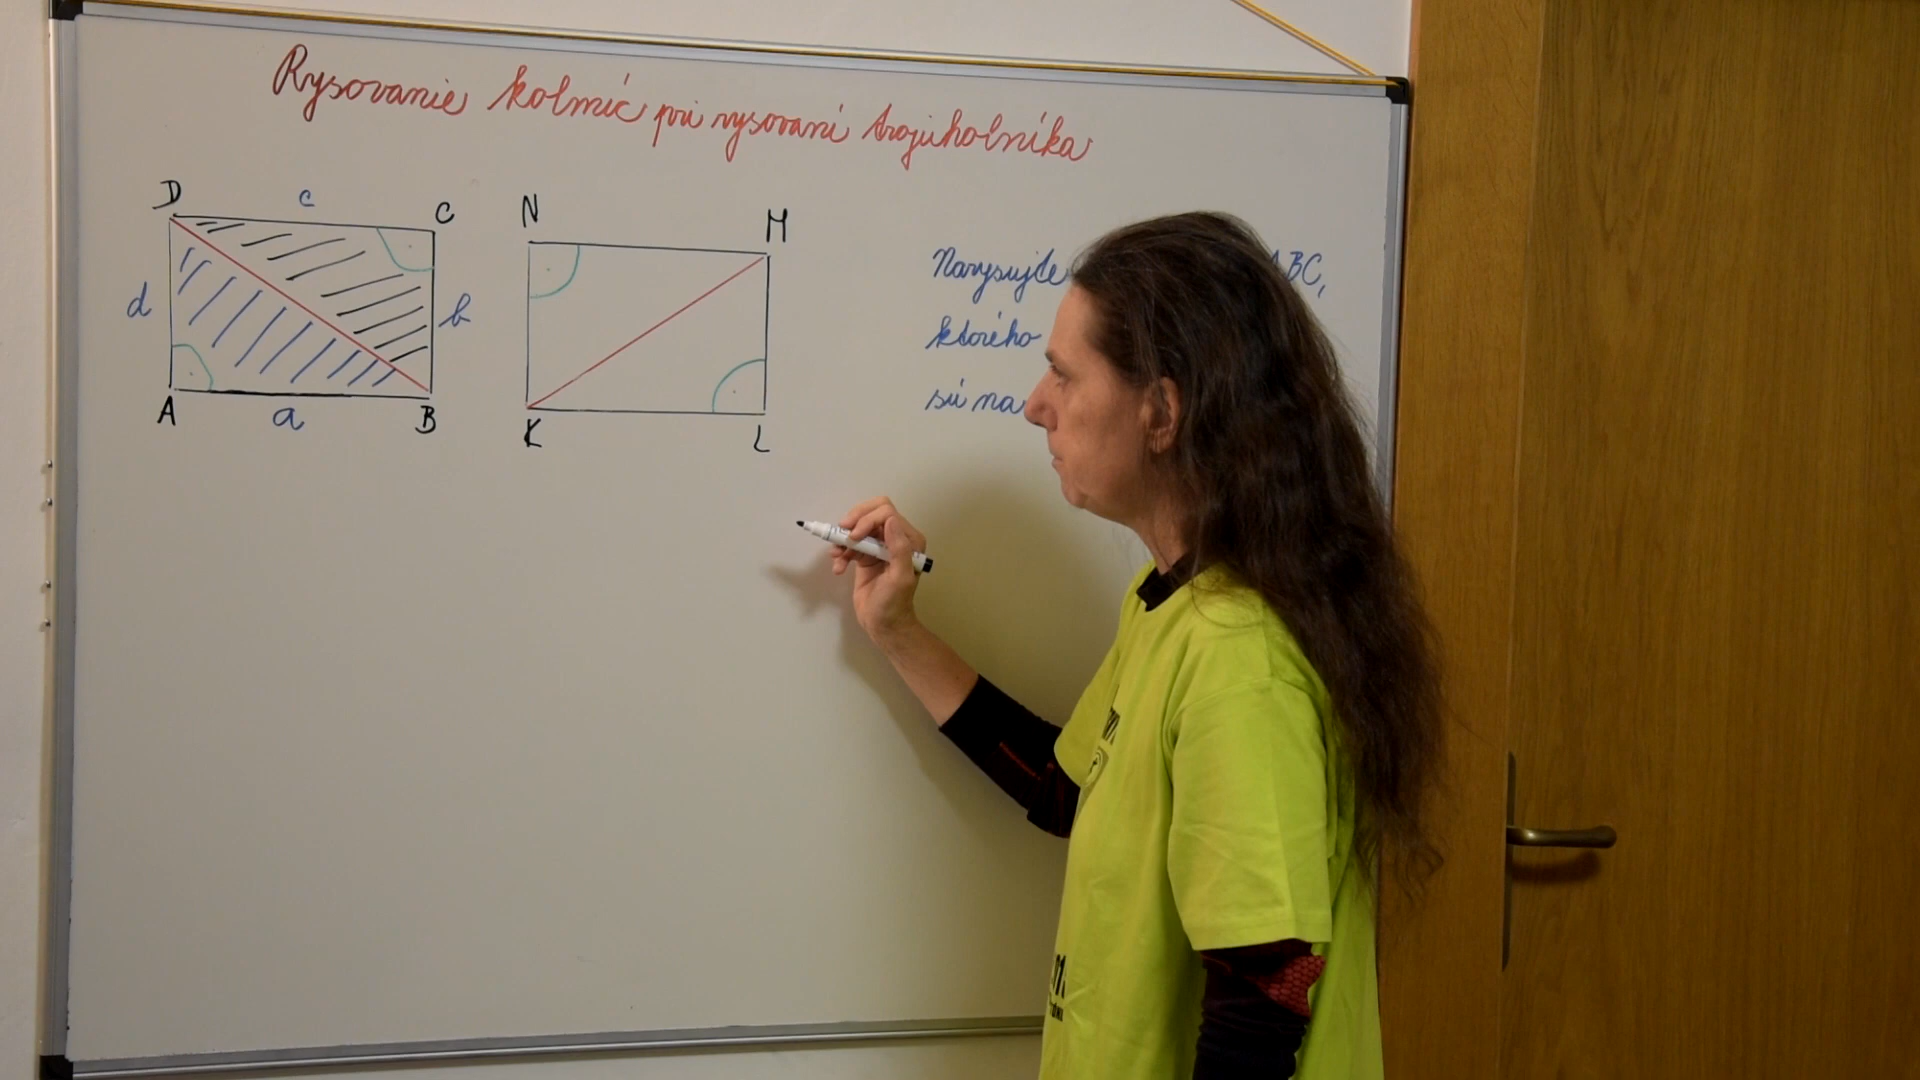 Rysovanie kolmíc pri rysovaní trojuholníka
D c C
d b
A a B
N M
K L
Narysujte ABC,
ktorého
sú na